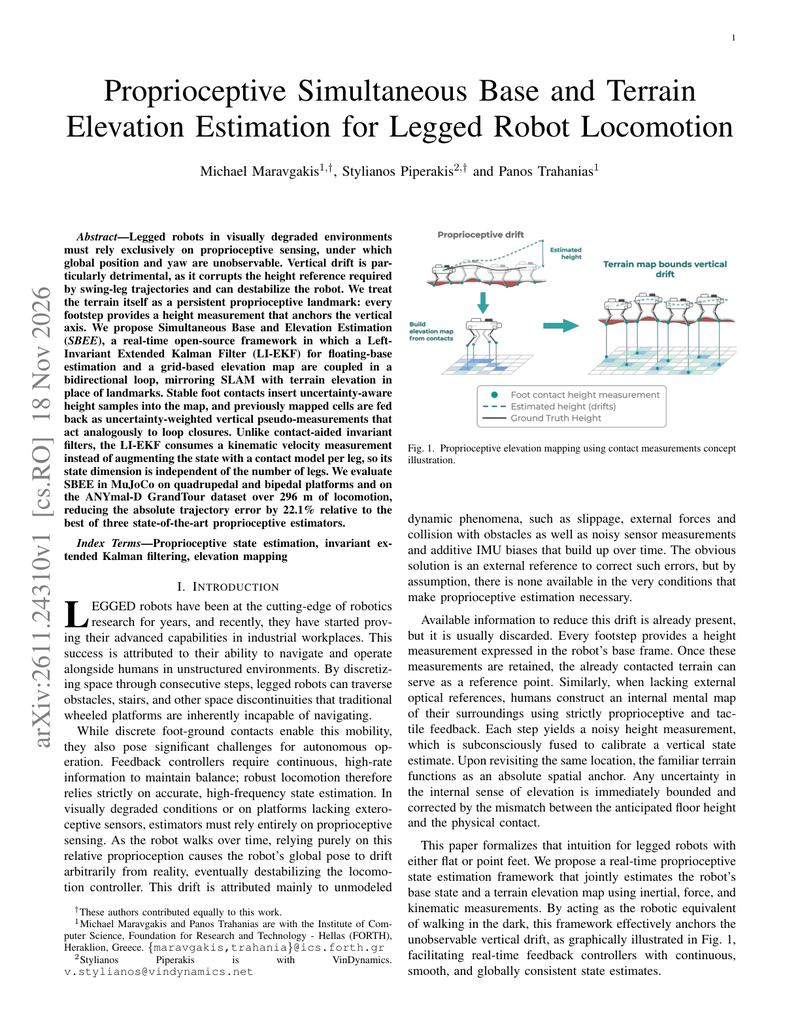 1
Proprioceptive Simultaneous Base and Terrain
Elevation Estimation for Legged Robot Locomotion
Michael Maravgakis1,†, Stylianos Piperakis2,† and Panos Trahanias1
arXiv:2611.24310v1 [cs.RO] 18 Nov 2026
Abstract—Legged robots in visually degraded environments
must rely exclusively on proprioceptive sensing, under which
global position and yaw are unobservable. Vertical drift is par-
ticularly detrimental, as it corrupts the height reference required
by swing-leg trajectories and can destabilize the robot. We treat
the terrain itself as a persistent proprioceptive landmark: every
footstep provides a height measurement that anchors the vertical
axis. We propose Simultaneous Base and Elevation Estimation
(SBEE), a real-time open-source framework in which a Left-
Invariant Extended Kalman Filter (LI-EKF) for floating-base
estimation and a grid-based elevation map are coupled in a
bidirectional loop, mirroring SLAM with terrain elevation in
place of landmarks. Stable foot contacts insert uncertainty-aware
height samples into the map, and previously mapped cells are fed
back as uncertainty-weighted vertical pseudo-measurements that
act analogously to loop closures. Unlike contact-aided invariant
filters, the LI-EKF consumes a kinematic velocity measurement
instead of augmenting the state with a contact model per leg, so its
state dimension is independent of the number of legs. We evaluate
SBEE in MuJoCo on quadrupedal and bipedal platforms and on
the ANYmal-D GrandTour dataset over 296 m of locomotion,
reducing the absolute trajectory error by 22.1% relative to the
best of three state-of-the-art proprioceptive estimators.
Index Terms—Proprioceptive state estimation, invariant ex-
tended Kalman filtering, elevation mapping
I. INTRODUCTION
LEGGED robots have been at the cutting-edge of robotics
research for years, and recently, they have started prov-
ing their advanced capabilities in industrial workplaces. This
success is attributed to their ability to navigate and operate
alongside humans in unstructured environments. By discretiz-
ing space through consecutive steps, legged robots can traverse
obstacles, stairs, and other space discontinuities that traditional
wheeled platforms are inherently incapable of navigating.
While discrete foot-ground contacts enable this mobility,
they also pose significant challenges for autonomous op-
eration. Feedback controllers require continuous, high-rate
information to maintain balance; robust locomotion therefore
relies strictly on accurate, high-frequency state estimation. In
visually degraded conditions or on platforms lacking extero-
ceptive sensors, estimators must rely entirely on proprioceptive
sensing. As the robot walks over time, relying purely on this
relative proprioception causes the robot's global pose to drift
arbitrarily from reality, eventually destabilizing the locomo-
tion controller. This drift is attributed mainly to unmodeled
†These authors contributed equally to this work.
1Michael Maravgakis and Panos Trahanias are with the Institute of Com-
puter Science, Foundation for Research and Technology - Hellas (FORTH),
Heraklion, Greece. {maravgakis,trahania}@ics.forth.gr
2Stylianos Piperakis is with VinDynamics.
v.stylianos@vindynamics.net
Proprioceptive drift
Estimated
height
Terrain map bounds vertical
drift
Build
elevation map
from contacts
Foot contact height measurement
Estimated height (drifts)
Ground Truth Height
Fig. 1. Proprioceptive elevation mapping using contact measurements concept
illustration.
dynamic phenomena, such as slippage, external forces and
collision with obstacles as well as noisy sensor measurements
and additive IMU biases that build up over time. The obvious
solution is an external reference to correct such errors, but by
assumption, there is none available in the very conditions that
make proprioceptive estimation necessary.
Available information to reduce this drift is already present,
but it is usually discarded. Every footstep provides a height
measurement expressed in the robot's base frame. Once these
measurements are retained, the already contacted terrain can
serve as a reference point. Similarly, when lacking external
optical references, humans construct an internal mental map
of their surroundings using strictly proprioceptive and tac-
tile feedback. Each step yields a noisy height measurement,
which is subconsciously fused to calibrate a vertical state
estimate. Upon revisiting the same location, the familiar terrain
functions as an absolute spatial anchor. Any uncertainty in
the internal sense of elevation is immediately bounded and
corrected by the mismatch between the anticipated floor height
and the physical contact.
This paper formalizes that intuition for legged robots with
either flat or point feet. We propose a real-time proprioceptive
state estimation framework that jointly estimates the robot's
base state and a terrain elevation map using inertial, force, and
kinematic measurements. By acting as the robotic equivalent
of walking in the dark, this framework effectively anchors the
unobservable vertical drift, as graphically illustrated in Fig. 1,
facilitating real-time feedback controllers with continuous,
smooth, and globally consistent state estimates.